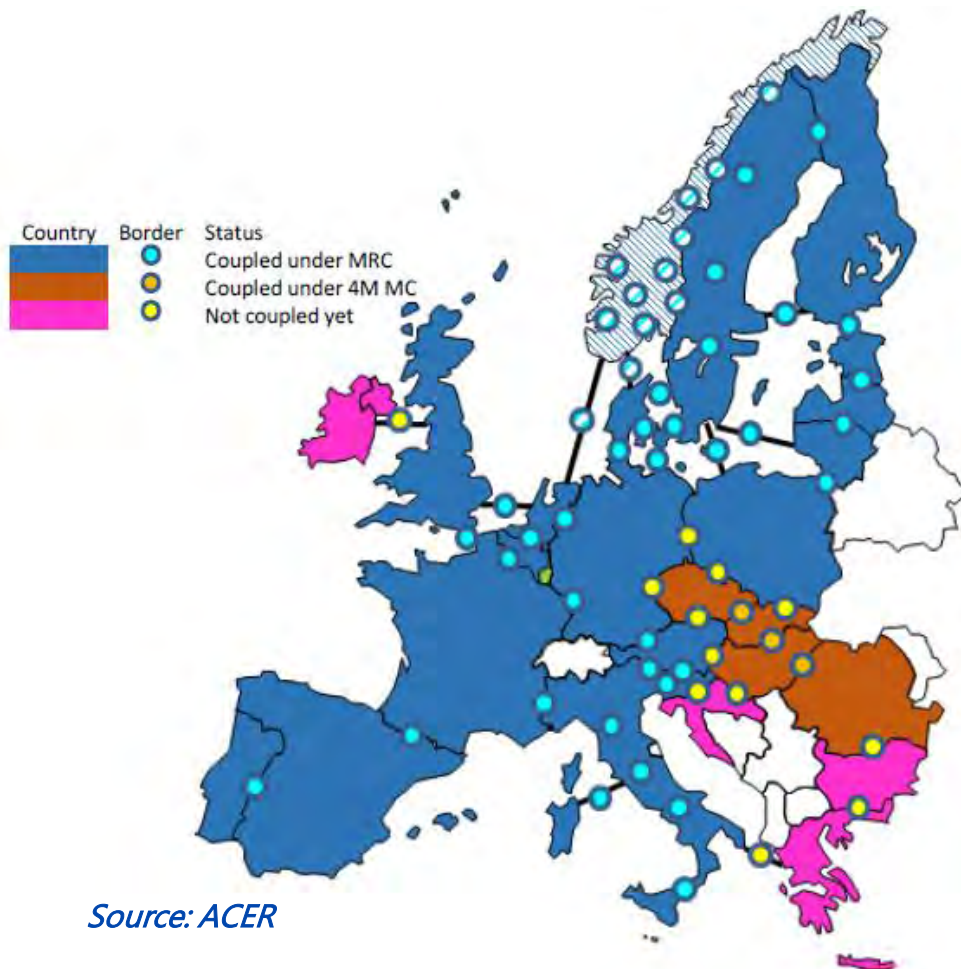 Country Border Status
Coupled under MRC
Coupled under 4M MC
Not coupled yet
Source: ACER